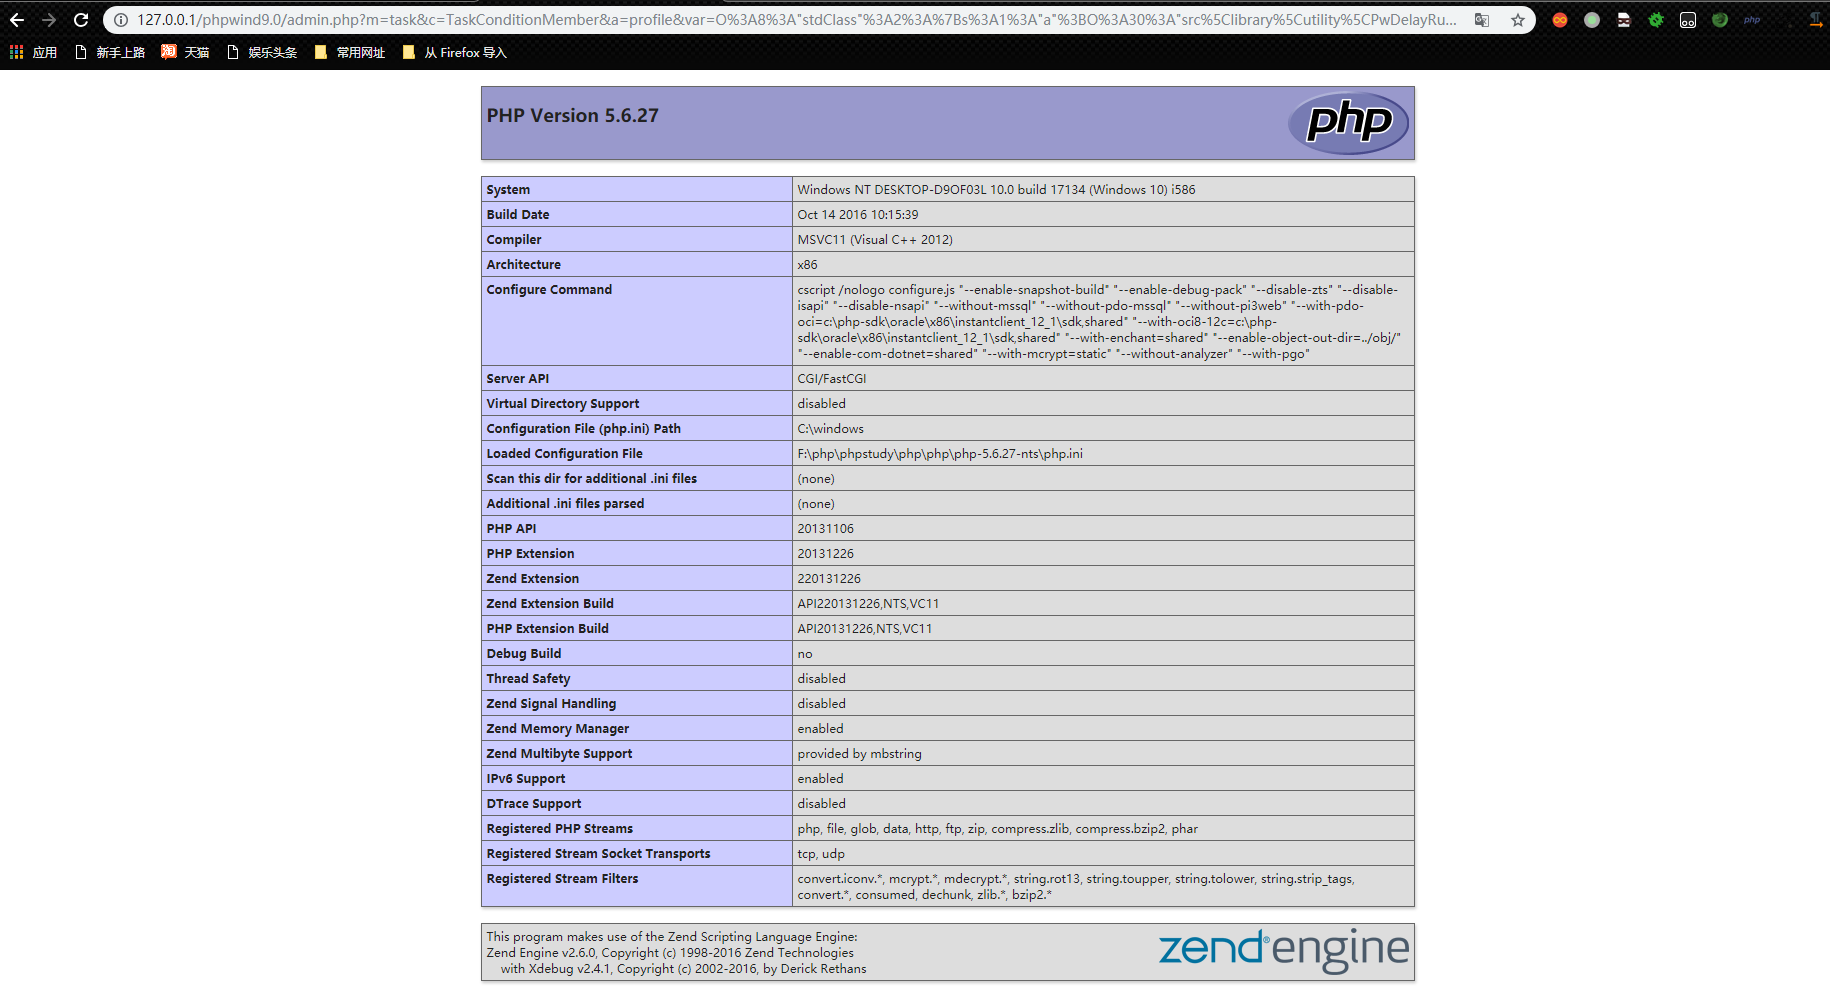 127.0.0.1/phpwind9.0/admin.php?m=task&c=TaskConditionMember&a=profile&var=O%3A8%3A"stdClass"%3A2%3A%7Bs%3A1%3A"a"%3BO%3A30%3A"src%5Clibrary%5Cutility%5CPwDelayRu...
php
应用 新手上路 淘 天猫 娱乐头条 常用网址 从 Firefox 导入
PHP Version 5.6.27
php
System Windows NT DESKTOP-D9OF03L 10.0 build 17134 (Windows 10) i586
Build Date Oct 14 2016 10:15:39
Compiler MSVC11 (Visual C++ 2012)
Architecture x86
Configure Command cscript /nologo configure.js "--enable-snapshot-build" "--enable-debug-pack" "--disable-zts" "--disable-
isapi" "--disable-nsapi" "--without-mssql" "--without-pdo-mssql" "--without-pi3web" "--with-pdo-
oci=c:\php-sdk\oracle\x86\instantclient_12_1\sdk,shared" "--with-oci8-12c=c:\php-
sdk\oracle\x86\instantclient_12_1\sdk,shared" "--with-enchant=shared" "--enable-object-out-dir=../obj/"
"--enable-com-dotnet=shared" "--with-mcrypt=static" "--without-analyzer" "--with-pgo"
Server API CGI/FastCGI
Virtual Directory Support disabled
Configuration File (php.ini) Path C:\windows
Loaded Configuration File F:\php\phpstudy\php\php\php-5.6.27-nts\php.ini
Scan this dir for additional .ini files (none)
Additional .ini files parsed (none)
PHP API 20131106
PHP Extension 20131226
Zend Extension 220131226
Zend Extension Build API220131226,NTS,VC11
PHP Extension Build API20131226,NTS,VC11
Debug Build no
Thread Safety disabled
Zend Signal Handling disabled
Zend Memory Manager enabled
Zend Multibyte Support provided by mbstring
IPv6 Support enabled
DTrace Support disabled
Registered PHP Streams php, file, glob, data, http, ftp, zip, compress.zlib, compress.bzip2, phar
Registered Stream Socket Transports tcp, udp
Registered Stream Filters convert.iconv.*, mcrypt.*, mdecrypt.*, string.rot13, string.toupper, string.tolower, string.strip_tags,
convert.*, consumed, dechunk, zlib.*, bzip2.*
This program makes use of the Zend Scripting Language Engine:
Zend Engine v2.6.0, Copyright (c) 1998-2016 Zend Technologies
with Xdebug v2.4.1, Copyright (c) 2002-2016, by Derick Rethans
zend® engine